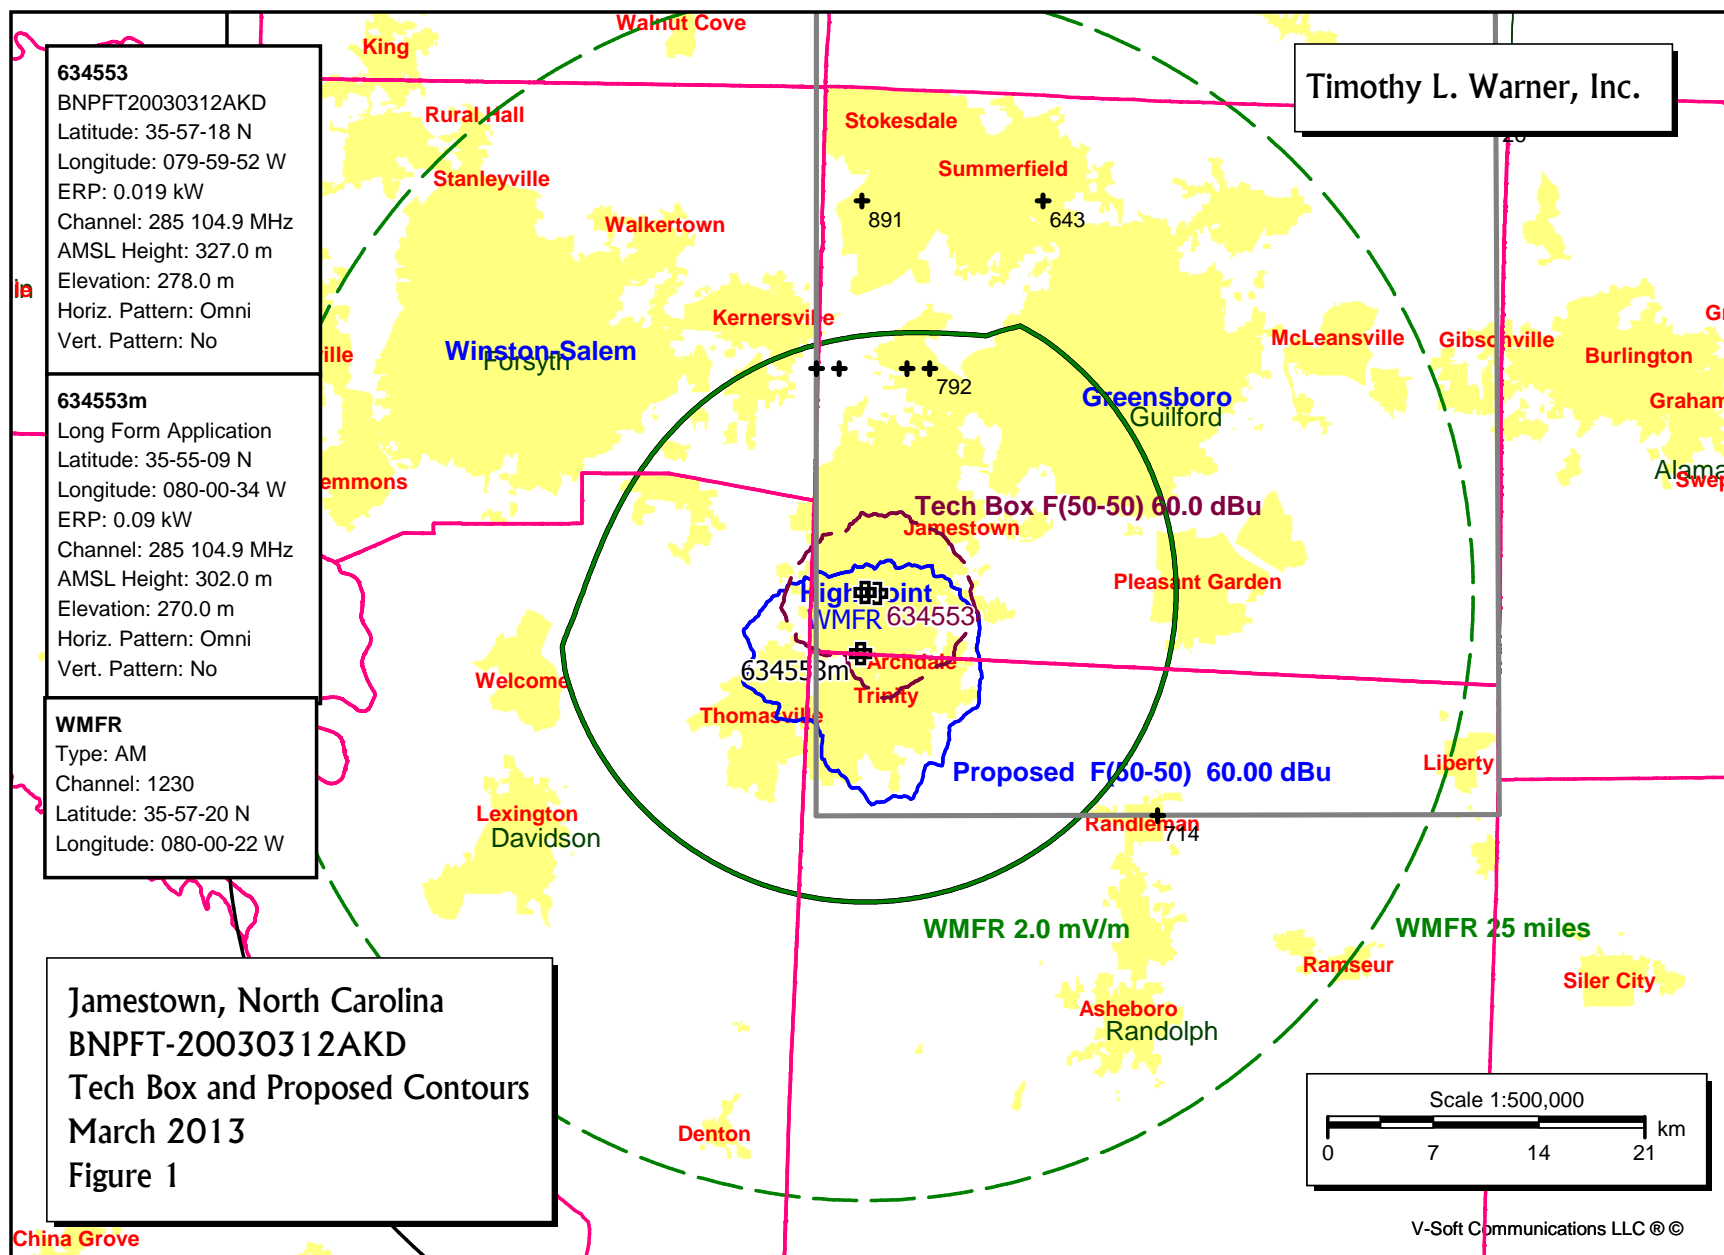 634553
BNPFT20030312AKD
Latitude: 35-57-18 N
Longitude: 079-59-52 W
ERP: 0.019 kW
Channel: 285 104.9 MHz
AMSL Height: 327.0 m
Elevation: 278.0 m
Horiz. Pattern: Omni
Vert. Pattern: No
634553m
Long Form Application
Latitude: 35-55-09 N
Longitude: 080-00-34 W
ERP: 0.09 kW
Channel: 285 104.9 MHz
AMSL Height: 302.0 m
Elevation: 270.0 m
Horiz. Pattern: Omni
Vert. Pattern: No
WMFR
Type: AM
Channel: 1230
Latitude: 35-57-20 N
Longitude: 080-00-22 W
Timothy L. Warner, Inc.
Walnut Cove
King
Rural Hall
Stokesdale
Summerfield
Stanleyville
Walkertown
891
643
Kernersville
McLeansville
Gibsonville
Burlington
Winston-Salem
Forsyth
ville
792
Greensboro
Guilford
Graham
Alama
Swep
emmons
Tech Box F(50-50) 60.0 dBu
Jamestown
Pleasant Garden
High Point
WMFR
634553
634553m
Archdale
Trinity
Welcome
Thomasville
Proposed F(50-50) 60.00 dBu
Liberty
Lexington
Davidson
Randleman
714
WMFR 2.0 mV/m
WMFR 25 miles
Ramseur
Siler City
Asheboro
Randolph
Denton
China Grove
Jamestown, North Carolina
BNPFT-20030312AKD
Tech Box and Proposed Contours
March 2013
Figure 1
Scale 1:500,000
km
0 7 14 21
V-Soft Communications LLC ® ©